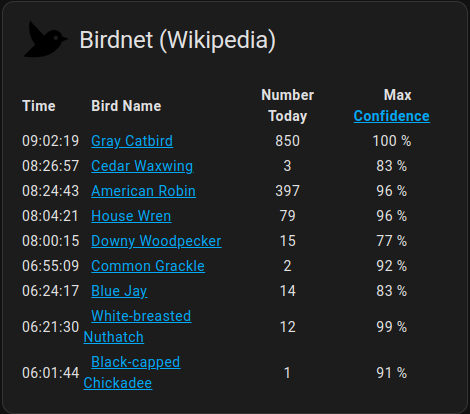 Birdnet (Wikipedia)
Time Bird Name Number Today Max Confidence
09:02:19 Gray Catbird 850 100 %
08:26:57 Cedar Waxwing 3 83 %
08:24:43 American Robin 397 96 %
08:04:21 House Wren 79 96 %
08:00:15 Downy Woodpecker 15 77 %
06:55:09 Common Grackle 2 92 %
06:24:17 Blue Jay 14 83 %
06:21:30 White-breasted Nuthatch 12 99 %
06:01:44 Black-capped Chickadee 1 91 %